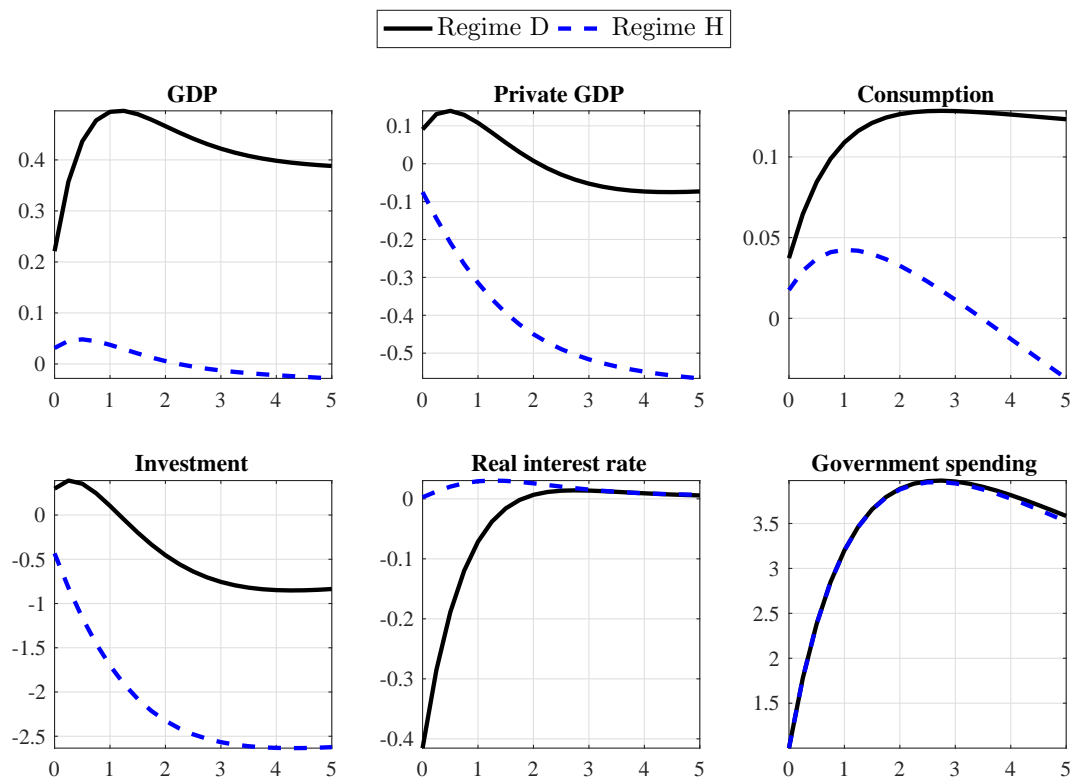 Regime D Regime H
GDP
0.4
0.3
0.2
0.1
0
0 1 2 3 4 5
Private GDP
0.1
0
-0.1
-0.2
-0.3
-0.4
-0.5
0 1 2 3 4 5
Consumption
0.1
0.05
0
0 1 2 3 4 5
Investment
0
-0.5
-1
-1.5
-2
-2.5
0 1 2 3 4 5
Real interest rate
0
-0.1
-0.2
-0.3
-0.4
0 1 2 3 4 5
Government spending
3.5
3
2.5
2
1.5
0 1 2 3 4 5